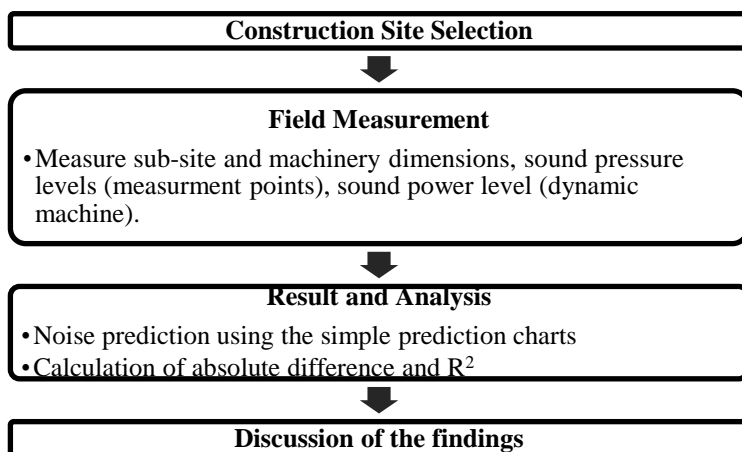 Construction Site Selection
Field Measurement
•Measure sub-site and machinery dimensions, sound pressure
levels (measurment points), sound power level (dynamic
machine).
Result and Analysis
•Noise prediction using the simple prediction charts
•Calculation of absolute difference and R²
Discussion of the findings